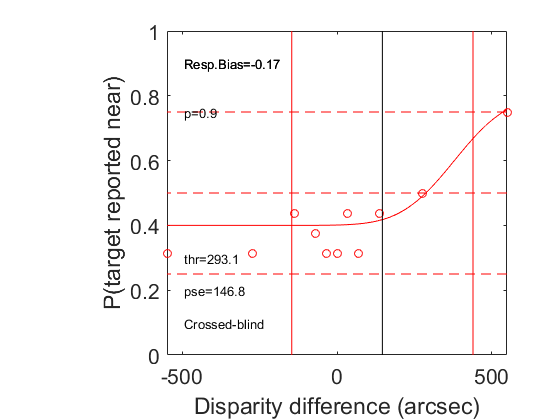 1
0.8
0.6
0.4
0.2
0
P(target reported near)
Resp.Bias=-0.17
p=0.9
thr=293.1
pse=146.8
Crossed-blind
-500 0 500
Disparity difference (arcsec)